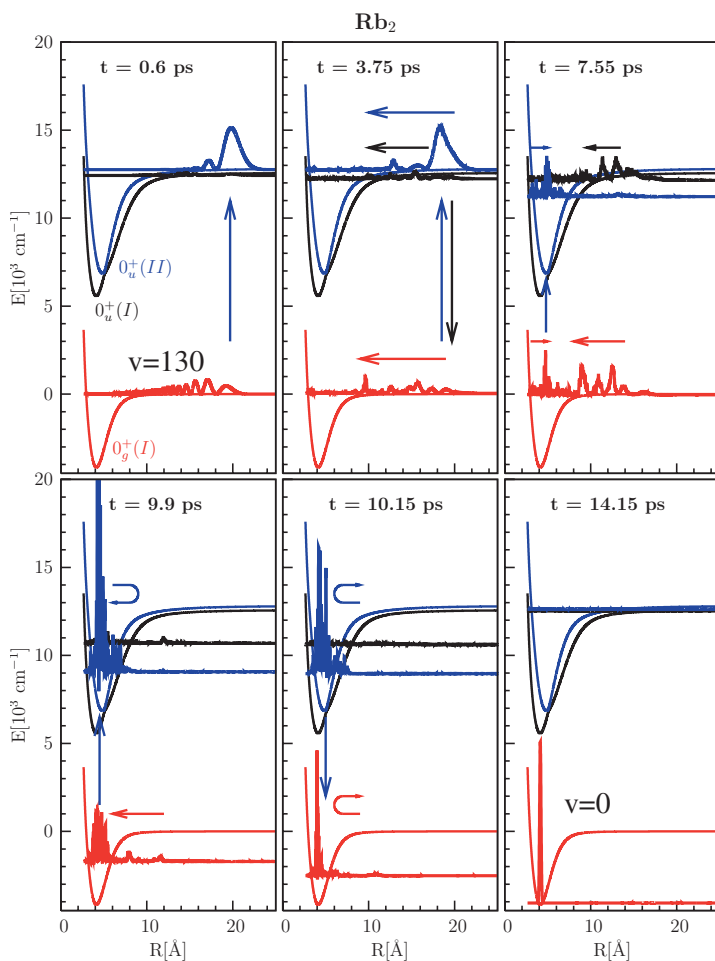 Rb₂
t = 0.6 ps
t = 3.75 ps
t = 7.55 ps
20
15
10
5
0
E[10³ cm⁻¹]
0ᵤ⁺(II)
0ᵤ⁺(I)
v=130
0g⁺(I)
t = 9.9 ps
t = 10.15 ps
t = 14.15 ps
20
15
10
5
0
E[10³ cm⁻¹]
v=0
0 10 20 0 10 20 0 10 20
R[Å] R[Å] R[Å]